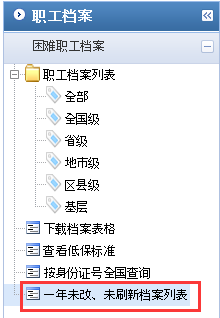 职工档案
困难职工档案
职工档案列表
全部
全国级
省级
地市级
区县级
基层
下载档案表格
查看低保标准
按身份证号全国查询
一年未改、未刷新档案列表